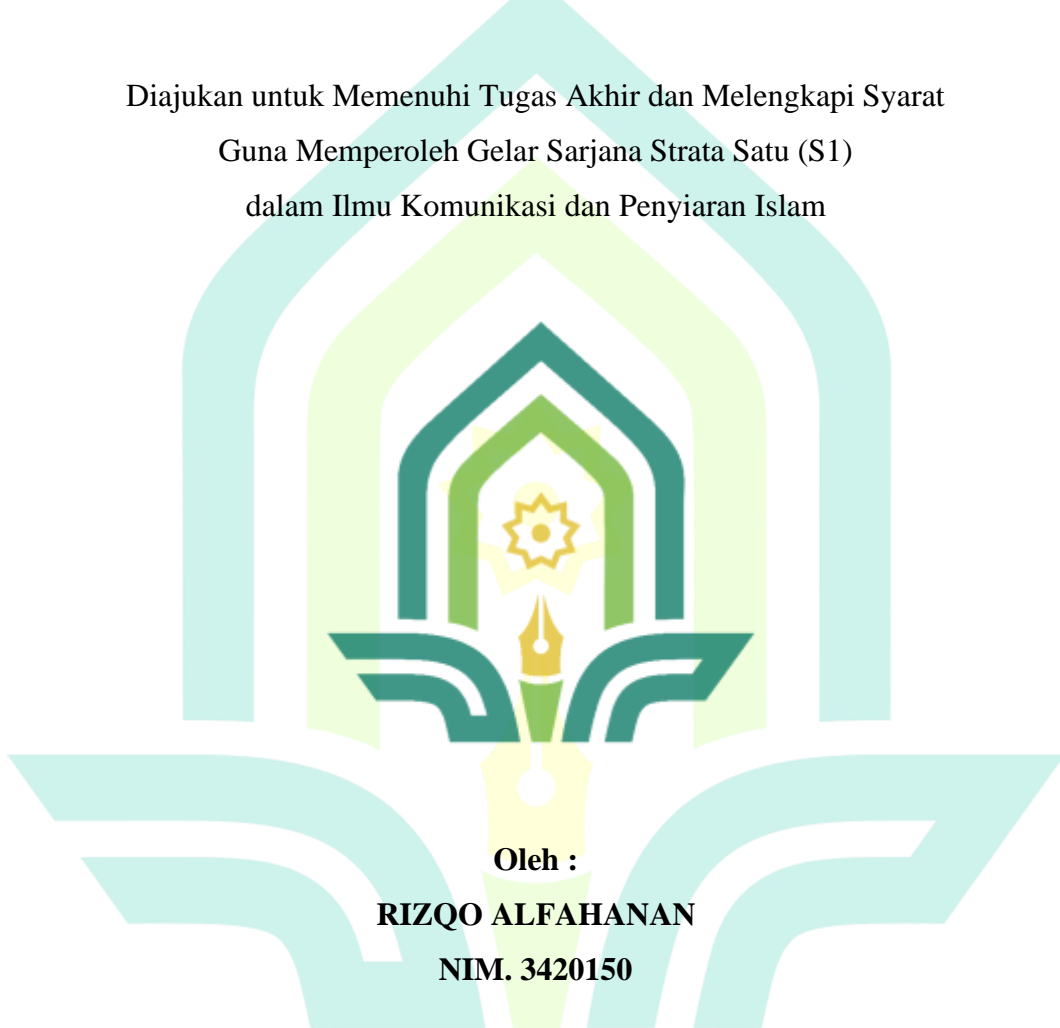 Diajukan untuk Memenuhi Tugas Akhir dan Melengkapi Syarat
Guna Memperoleh Gelar Sarjana Strata Satu (S1)
dalam Ilmu Komunikasi dan Penyiaran Islam
Oleh :
RIZQO ALFAHANAN
NIM. 3420150